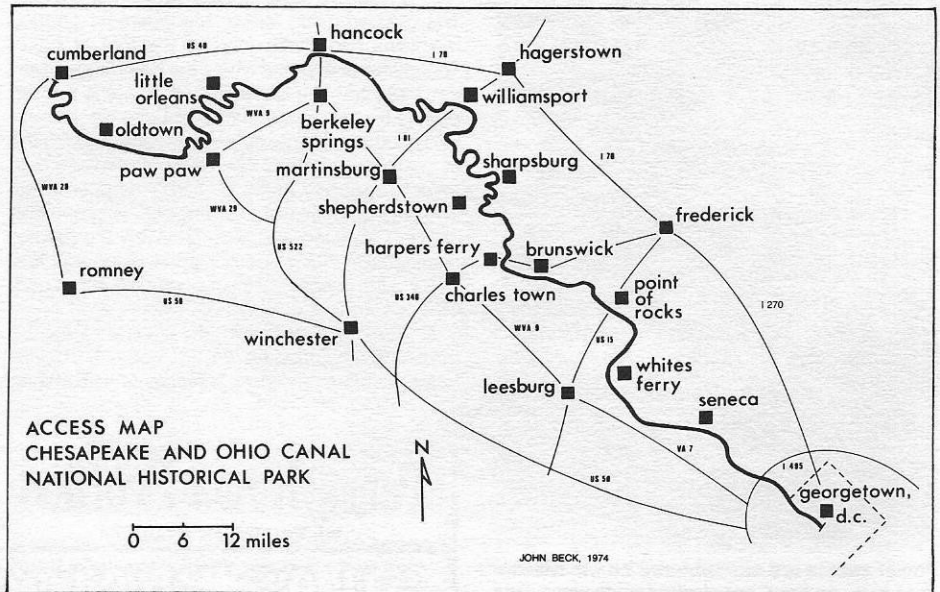 hancock
US 40
I 70
cumberland
hagerstown
little
orleans
williamsport
WVA 9
berkeley
springs
I 81
oldtown
paw paw
martinsburg
sharpsburg
I 70
WVA 28
WVA 29
shepherdstown
frederick
US 522
harpers ferry
brunswick
romney
charles town
point
of
rocks
I 270
US 50
US 340
winchester
WVA 9
US 15
whites
ferry
leesburg
seneca
ACCESS MAP
CHESAPEAKE AND OHIO CANAL
NATIONAL HISTORICAL PARK
N
VA 7
US 50
I 495
georgetown,
d.c.
0 6 12 miles
JOHN BECK, 1974